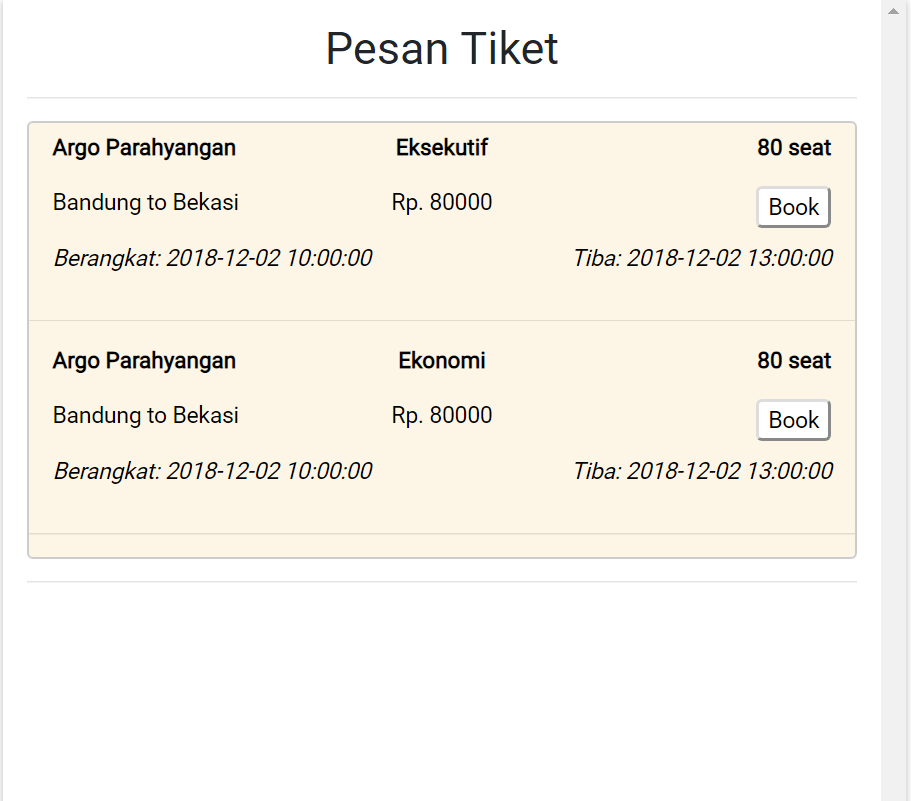 Pesan Tiket
Argo Parahyangan Eksekutif 80 seat
Bandung to Bekasi Rp. 80000 Book
Berangkat: 2018-12-02 10:00:00 Tiba: 2018-12-02 13:00:00
Argo Parahyangan Ekonomi 80 seat
Bandung to Bekasi Rp. 80000 Book
Berangkat: 2018-12-02 10:00:00 Tiba: 2018-12-02 13:00:00